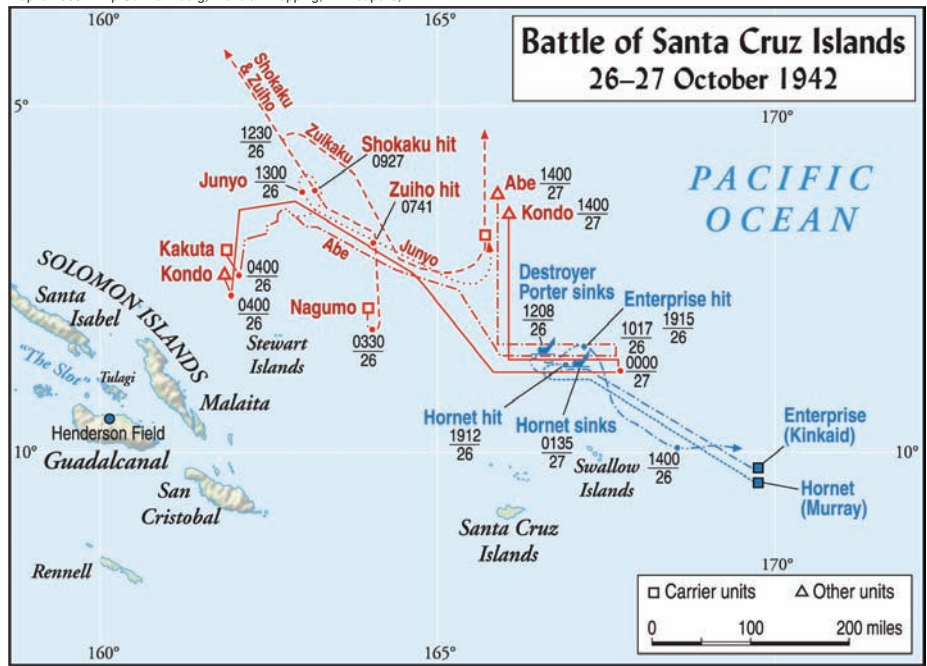 160°
165°
Battle of Santa Cruz Islands
26–27 October 1942
5°
170°
Shokaku
& Zuiho
1230
26
Zuikaku
Shokaku hit
0927
Junyo
1300
26
Zuiho hit
0741
Abe
1400
27
Kondo
1400
27
PACIFIC
OCEAN
Abe
Junyo
Kakuta
Kondo
0400
26
0400
26
Nagumo
0330
26
Destroyer
Porter sinks
1208
26
Enterprise hit
1017
26
1915
26
0000
27
SOLOMON ISLANDS
Santa
Isabel
Stewart
Islands
"The Slot"
Tulagi
Malaita
Henderson Field
Guadalcanal
Hornet hit
1912
26
Hornet sinks
0135
27
Swallow
Islands
1400
26
Enterprise
(Kinkaid)
Hornet
(Murray)
10°
10°
San
Cristobal
Santa Cruz
Islands
Rennell
170°
Carrier units
Other units
0
100
200 miles
160°
165°